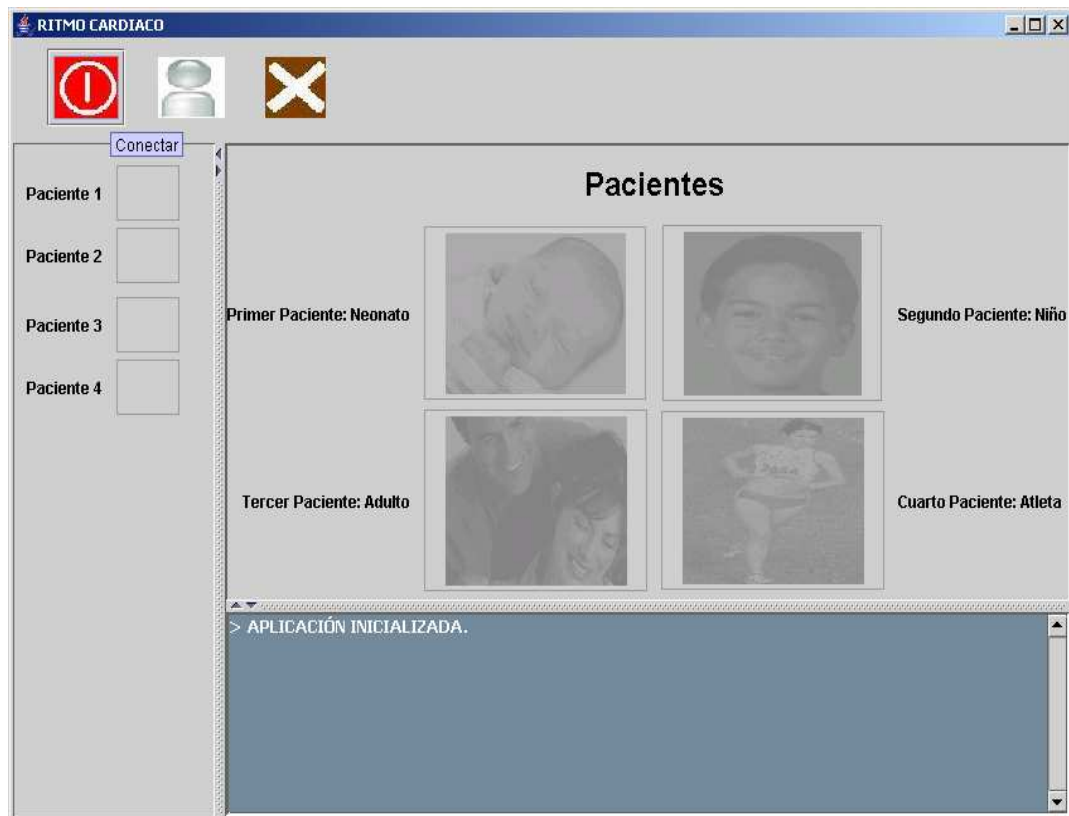 RITMO CARDIACO
Conectar
Paciente 1
Paciente 2
Paciente 3
Paciente 4
Pacientes
Primer Paciente: Neonato
Segundo Paciente: Niño
Tercer Paciente: Adulto
Cuarto Paciente: Atleta
> APLICACIÓN INICIALIZADA.